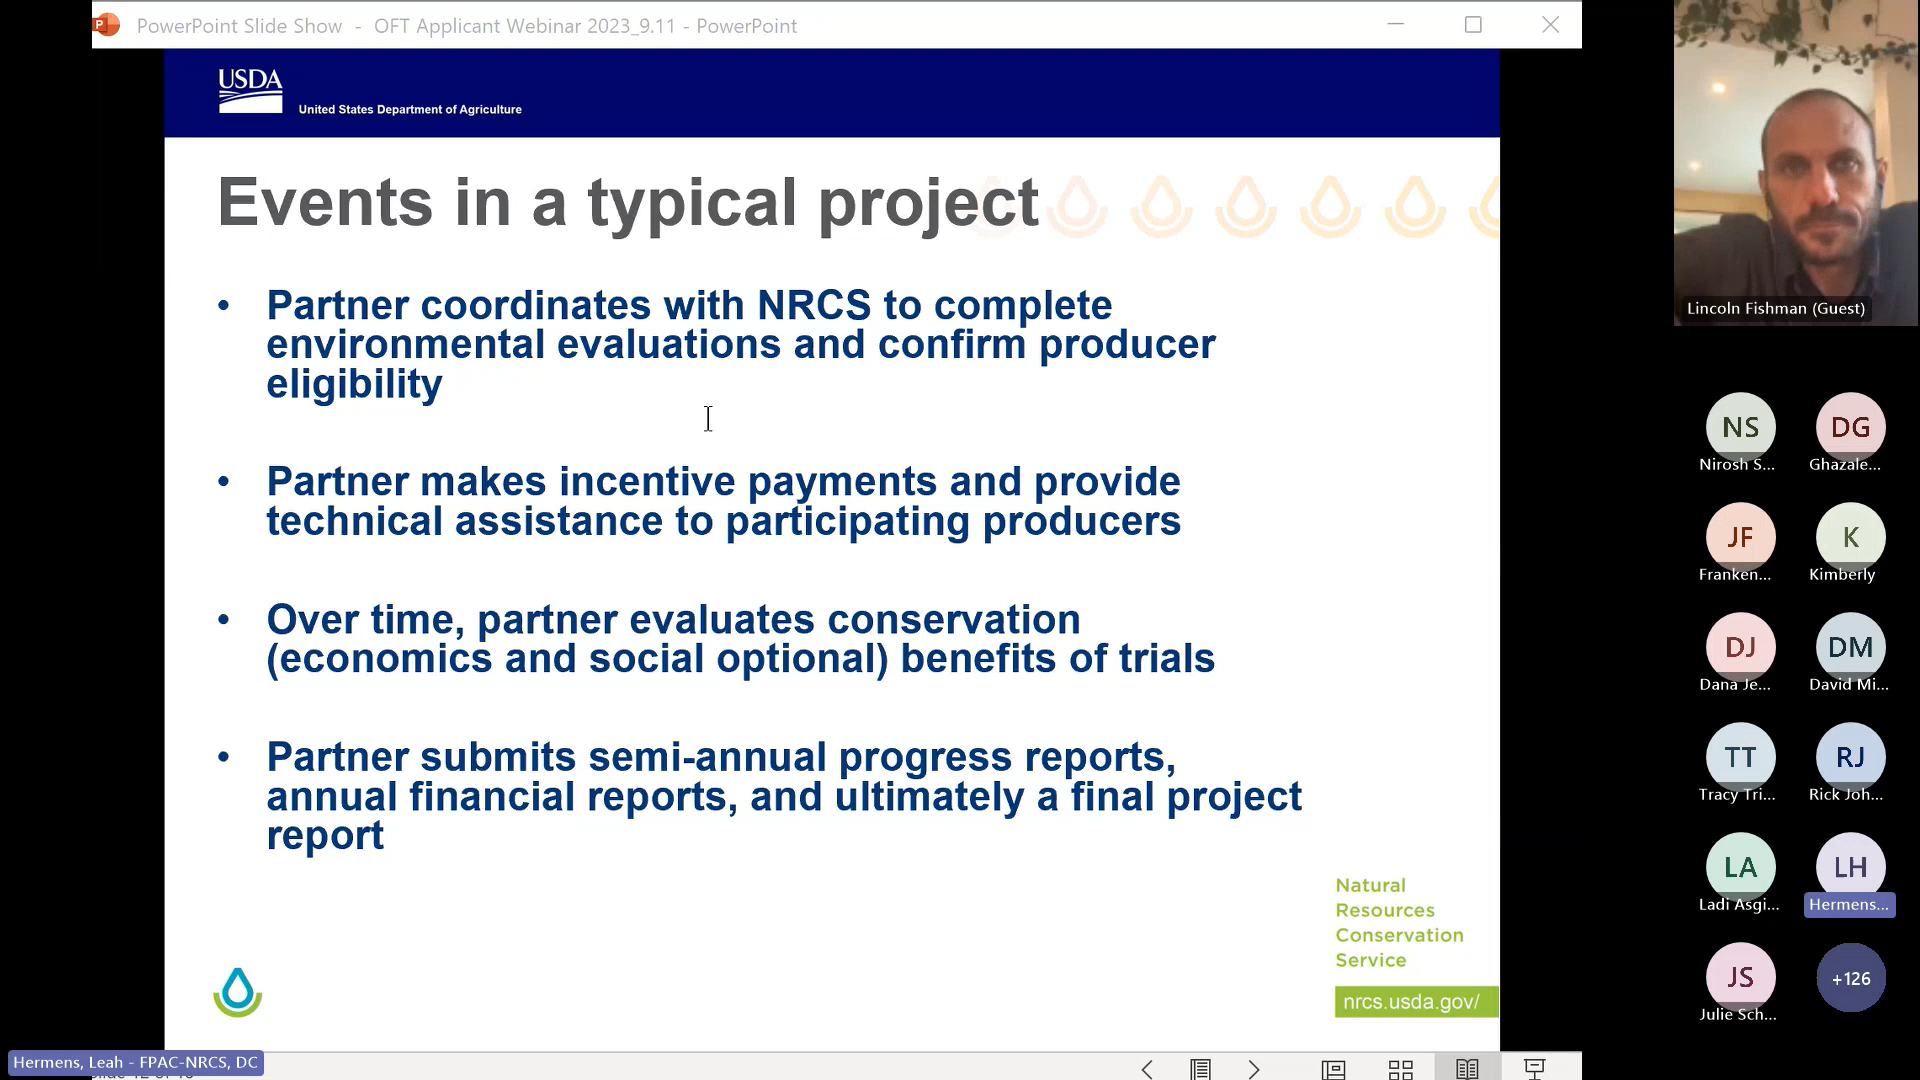 PowerPoint Slide Show - OFT Applicant Webinar 2023_9.11 - PowerPoint
USDA
United States Department of Agriculture
Events in a typical project
• Partner coordinates with NRCS to complete
environmental evaluations and confirm producer
eligibility
• Partner makes incentive payments and provide
technical assistance to participating producers
• Over time, partner evaluates conservation
(economics and social optional) benefits of trials
• Partner submits semi-annual progress reports,
annual financial reports, and ultimately a final project
report
Natural
Resources
Conservation
Service
nrcs.usda.gov/
Hermens, Leah - FPAC-NRCS, DC
Lincoln Fishman (Guest)
NS DG
Nirosh S... Ghazale...
JF K
Franken... Kimberly
DJ DM
Dana Je... David Mi...
TT RJ
Tracy Tri... Rick Joh...
LA LH
Ladi Asgi... Hermens...
JS +126
Julie Sch...